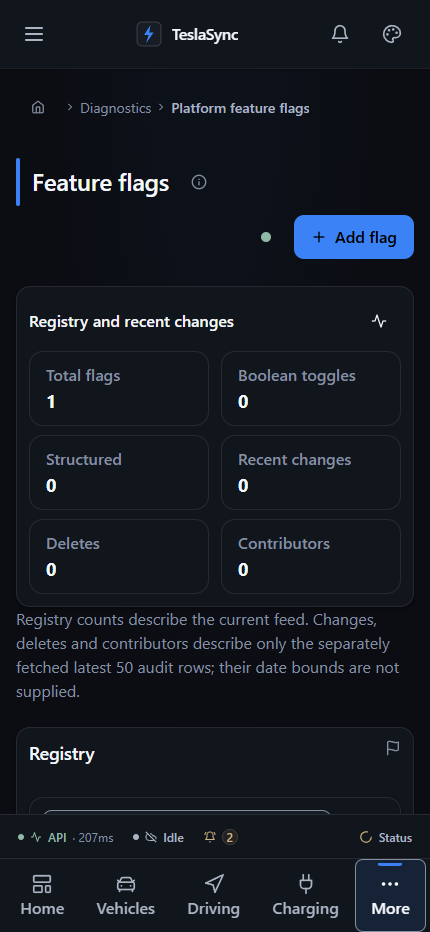 TeslaSync
Diagnostics > Platform feature flags
Feature flags
+ Add flag
Registry and recent changes
Total flags
1
Boolean toggles
0
Structured
0
Recent changes
0
Deletes
0
Contributors
0
Registry counts describe the current feed. Changes,
deletes and contributors describe only the separately
fetched latest 50 audit rows; their date bounds are not
supplied.
Registry
API · 207ms
Idle
2
Status
Home
Vehicles
Driving
Charging
More